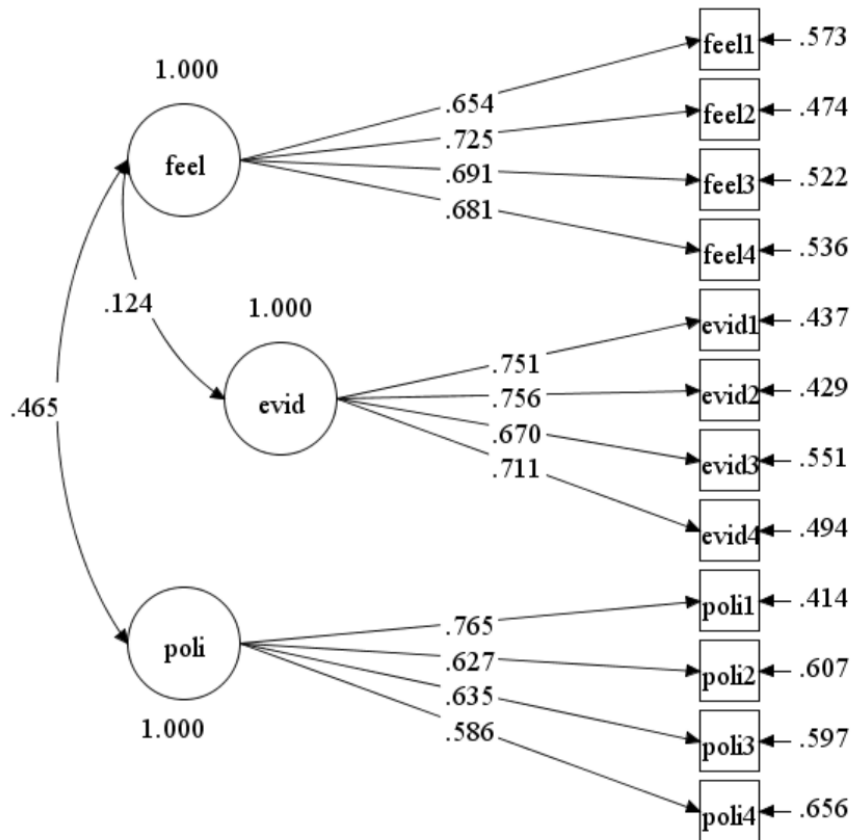 feel1
.573
1.000
.654
feel2
.474
.725
feel
.691
feel3
.522
.681
feel4
.536
.124
1.000
evid1
.437
.751
evid2
.429
.756
evid
.465
.670
evid3
.551
.711
evid4
.494
poli1
.414
.765
poli
.627
poli2
.607
.635
1.000
.586
poli3
.597
poli4
.656